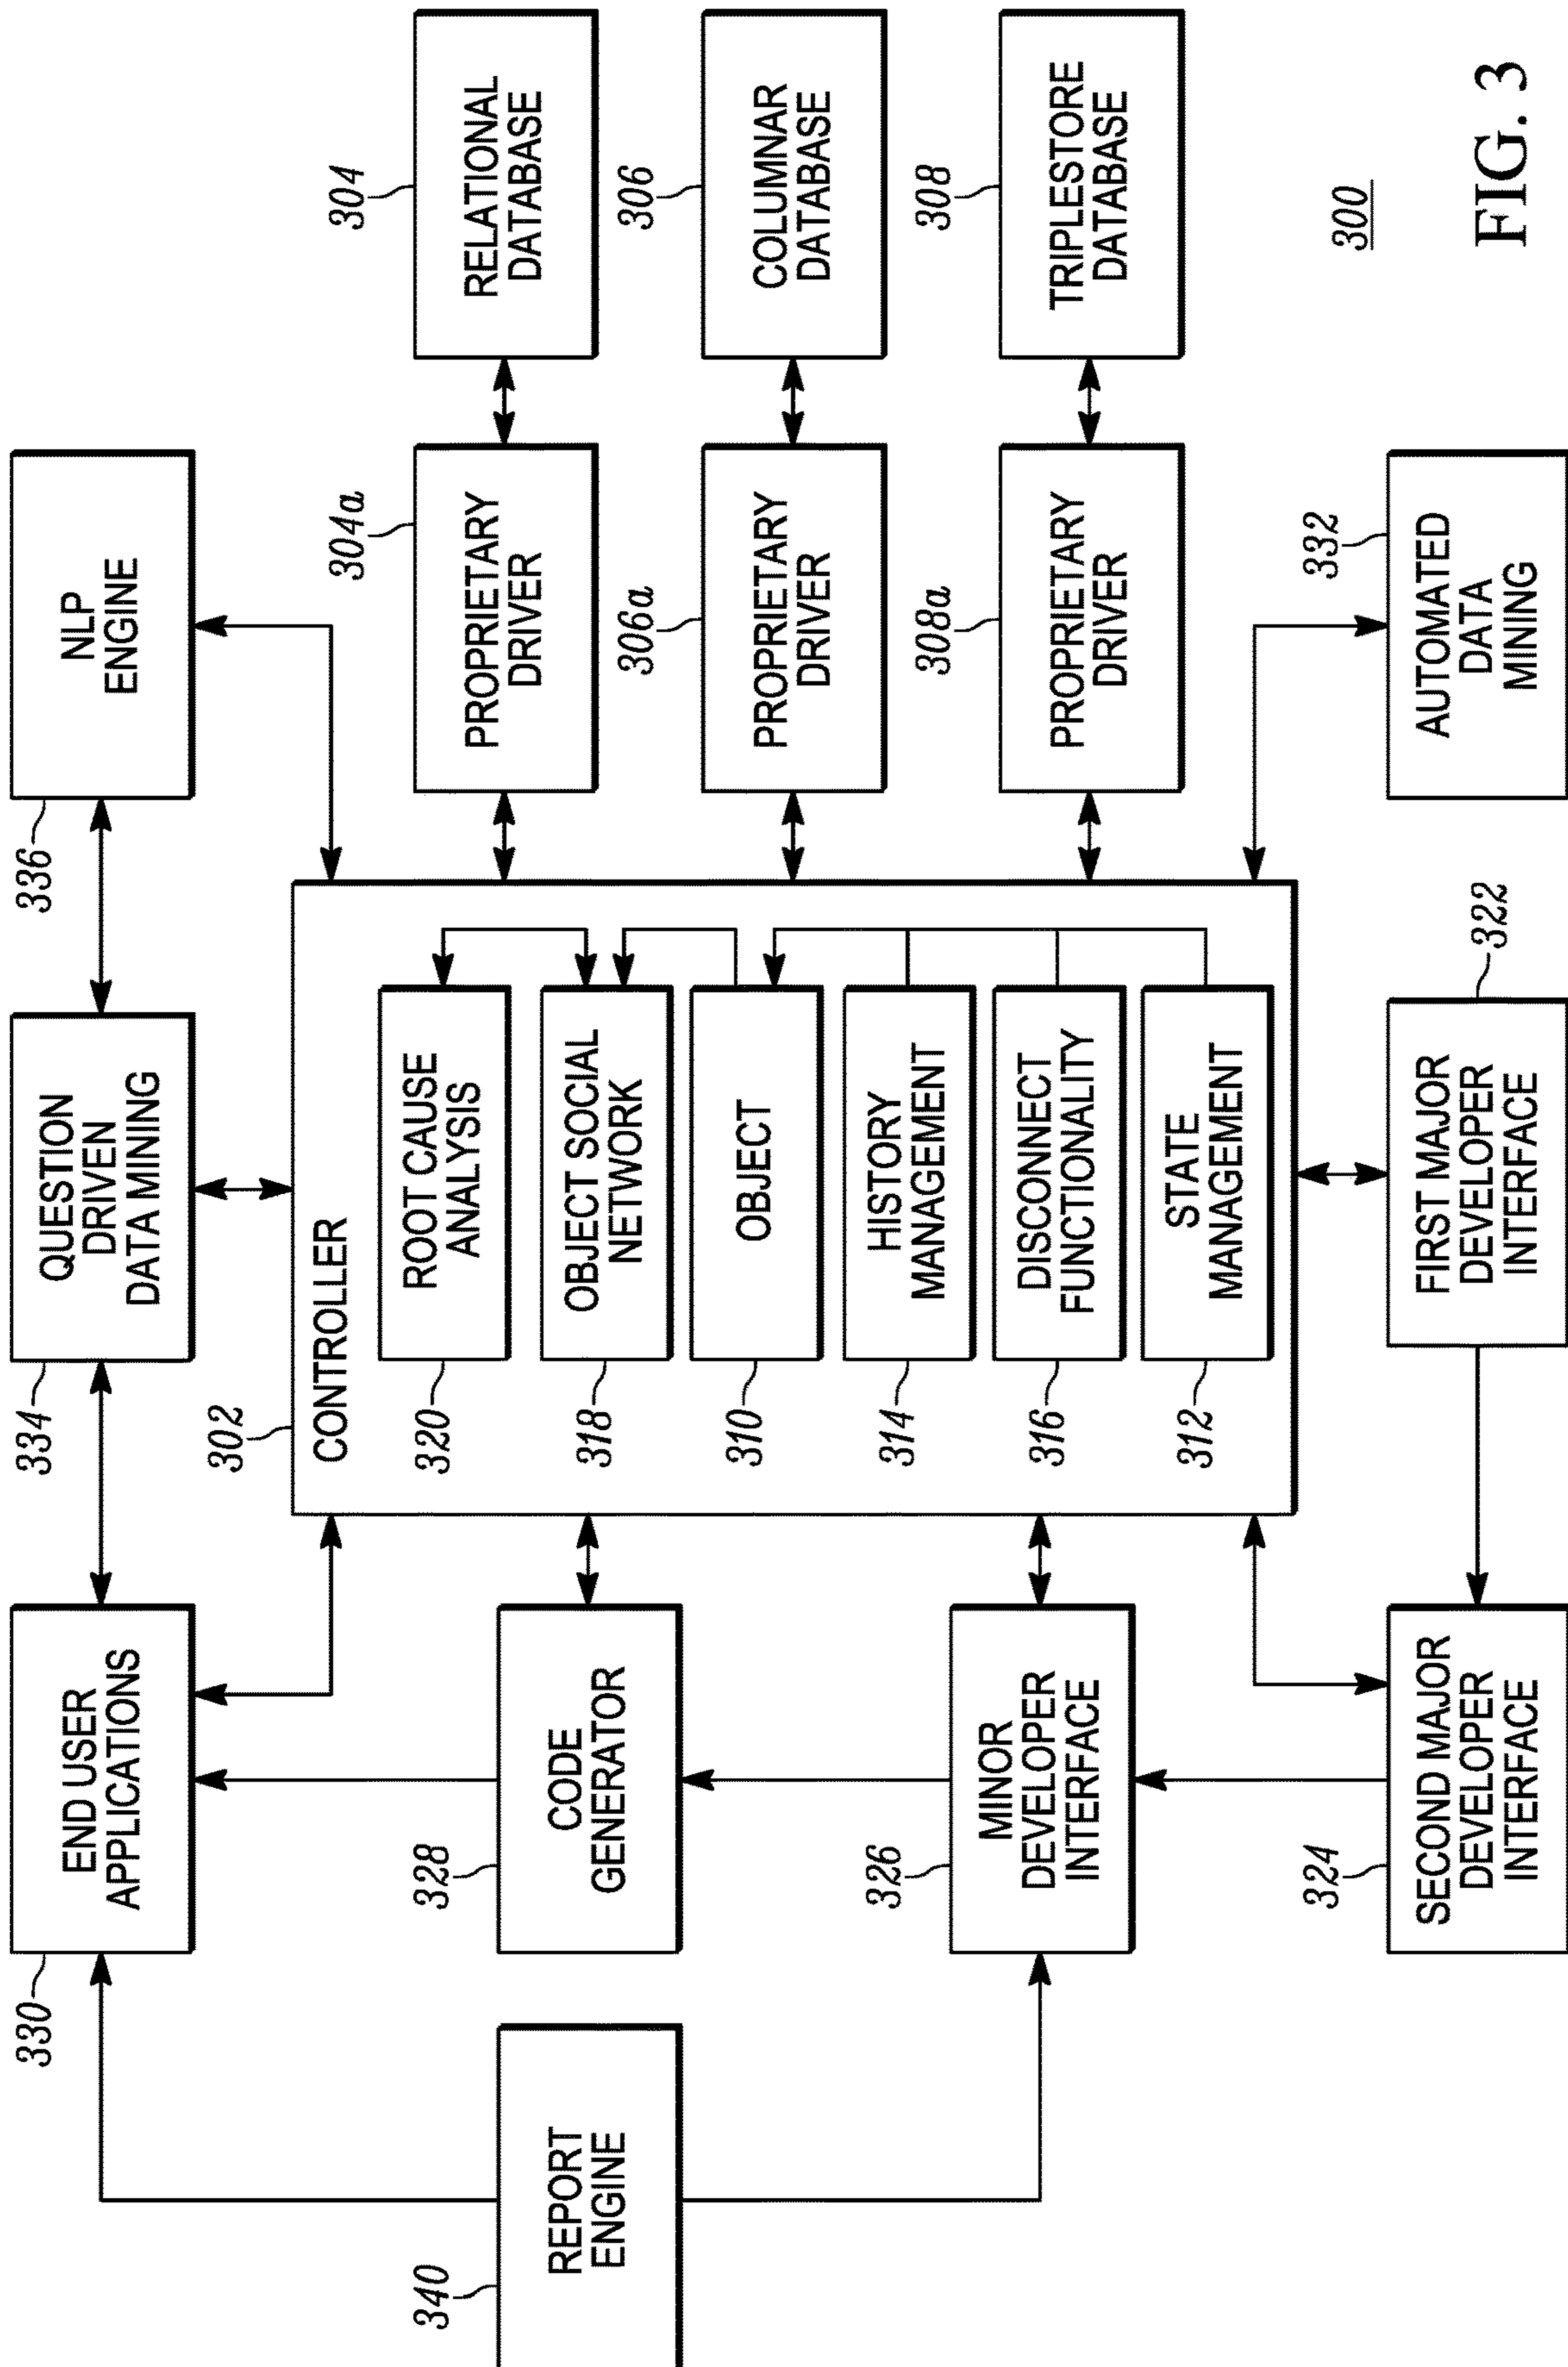 330
END USER
APPLICATIONS
334
QUESTION
DRIVEN
DATA MINING
336
NLP
ENGINE
340
REPORT
ENGINE
328
CODE
GENERATOR
326
MINOR
DEVELOPER
INTERFACE
324
SECOND MAJOR
DEVELOPER
INTERFACE
302
CONTROLLER
320
ROOT CAUSE
ANALYSIS
318
OBJECT SOCIAL
NETWORK
310
OBJECT
314
HISTORY
MANAGEMENT
316
DISCONNECT
FUNCTIONALITY
312
STATE
MANAGEMENT
322
FIRST MAJOR
DEVELOPER
INTERFACE
304a
PROPRIETARY
DRIVER
304
RELATIONAL
DATABASE
306a
PROPRIETARY
DRIVER
306
COLUMNAR
DATABASE
308a
PROPRIETARY
DRIVER
308
TRIPLESTORE
DATABASE
332
AUTOMATED
DATA
MINING
300
FIG. 3